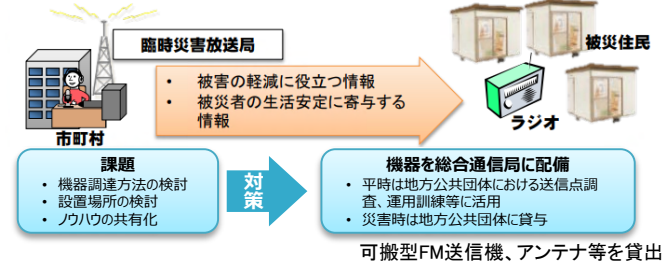 臨時災害放送局
市町村
• 被害の軽減に役立つ情報
• 被災者の生活安定に寄与する
情報
被災住民
ラジオ
課題
• 機器調達方法の検討
• 設置場所の検討
• ノウハウの共有化
対策
機器を総合通信局に配備
• 平時は地方公共団体における送信点調
査、運用訓練等に活用
• 災害時は地方公共団体に貸与
可搬型FM送信機、アンテナ等を貸出